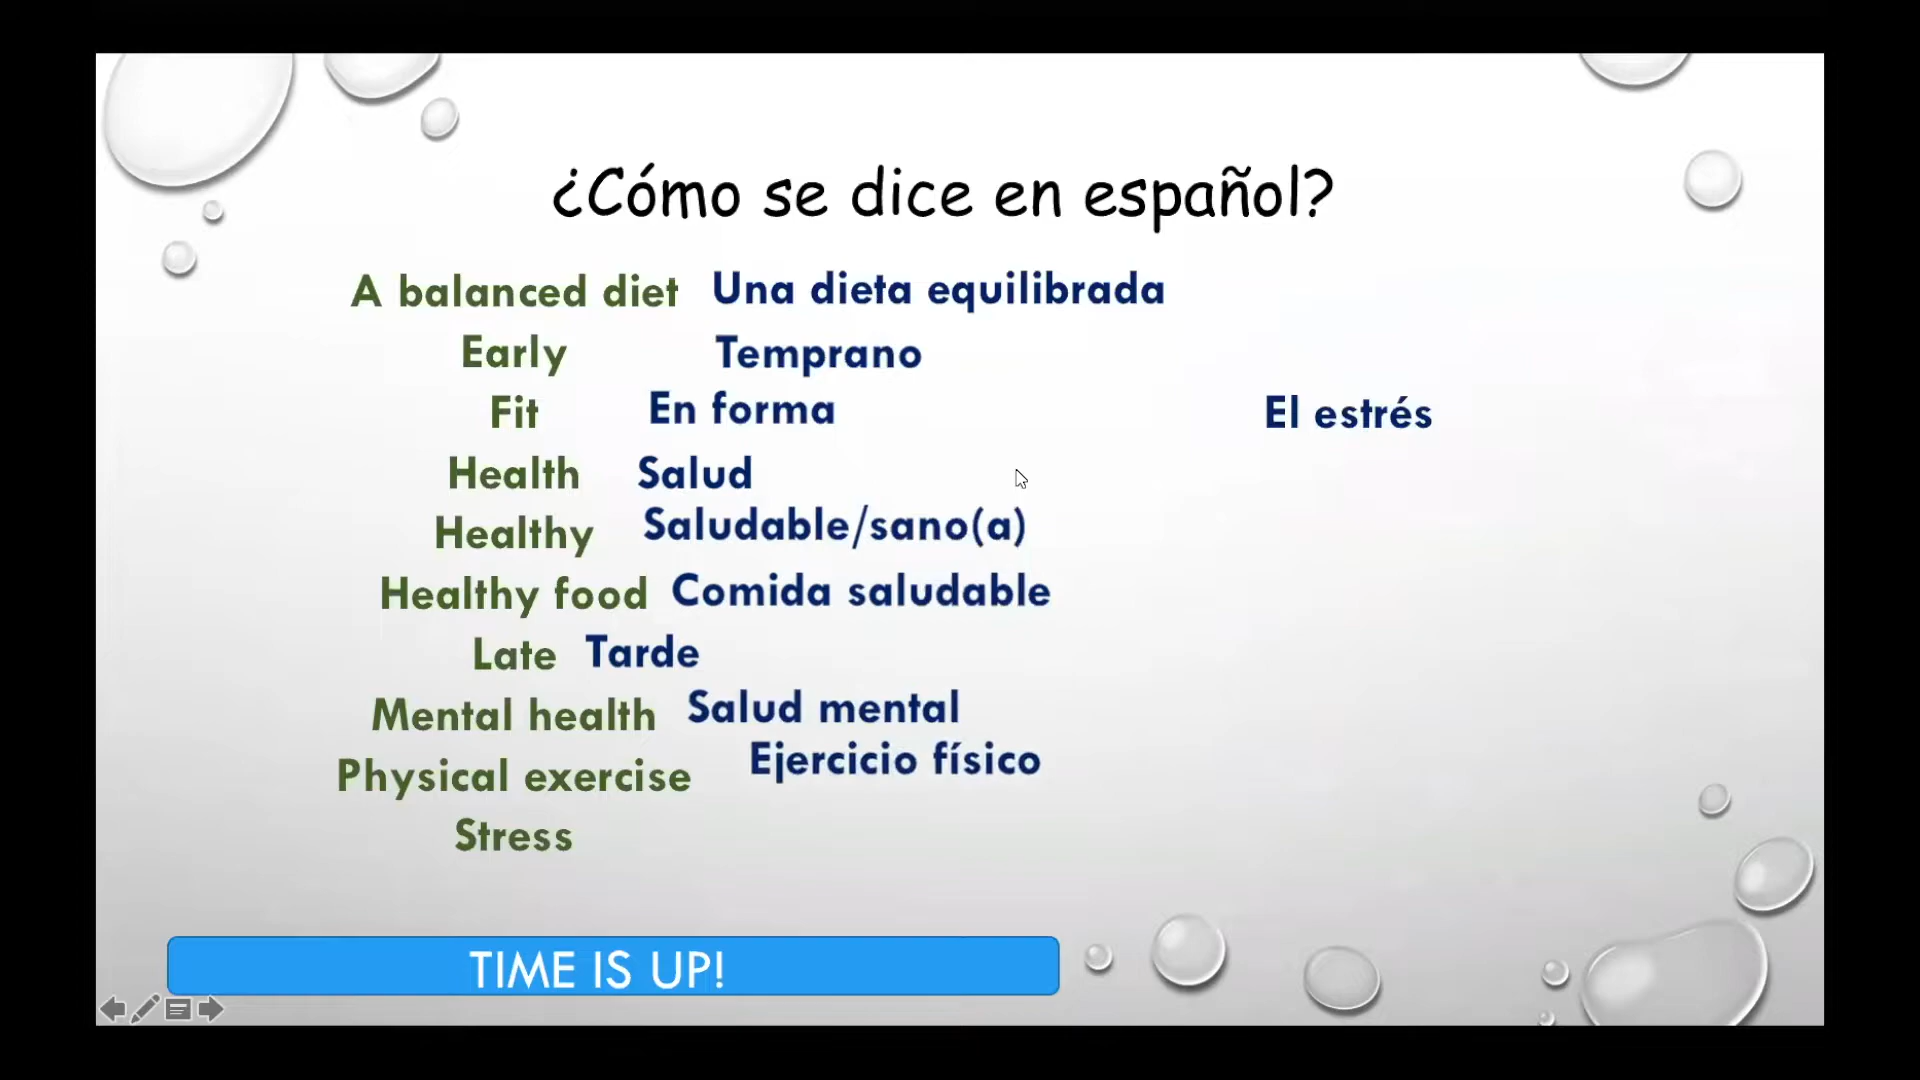 ¿Cómo se dice en español?
A balanced diet Una dieta equilibrada
Early Temprano
Fit En forma El estrés
Health Salud
Healthy Saludable/sano(a)
Healthy food Comida saludable
Late Tarde
Mental health Salud mental
Physical exercise Ejercicio físico
Stress
TIME IS UP!